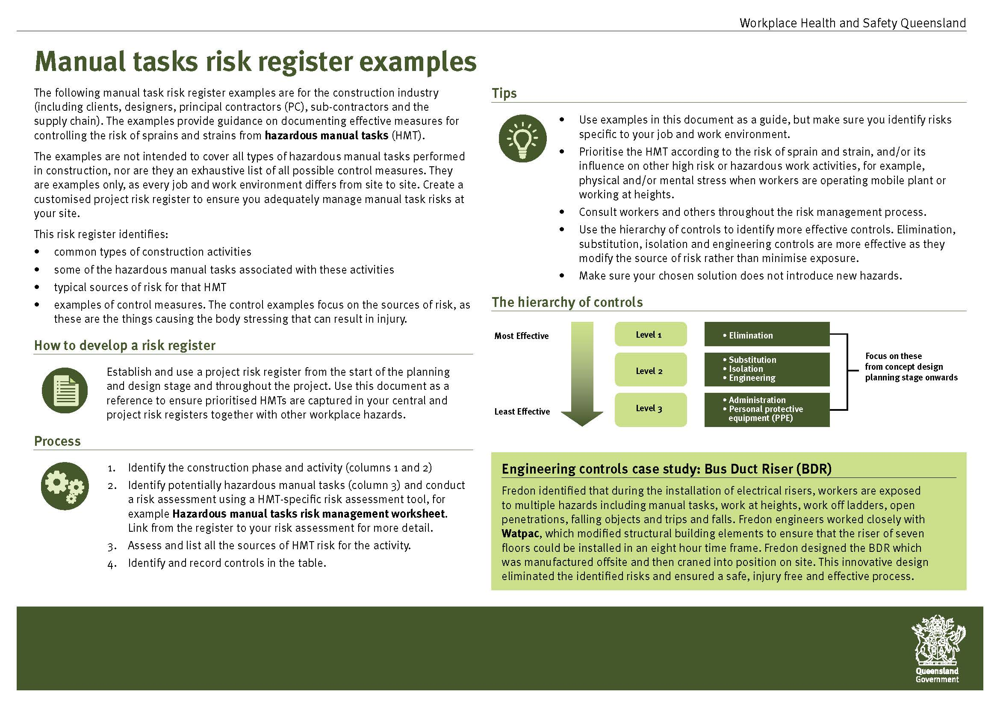 Workplace Health and Safety Queensland
Manual tasks risk register examples
The following manual task risk register examples are for the construction industry
(including clients, designers, principal contractors (PC), sub-contractors and the
supply chain). The examples provide guidance on documenting effective measures for
controlling the risk of sprains and strains from hazardous manual tasks (HMT).
The examples are not intended to cover all types of hazardous manual tasks performed
in construction, nor are they an exhaustive list of all possible control measures. They
are examples only, as every job and work environment differs from site to site. Create a
customised project risk register to ensure you adequately manage manual task risks at
your site.
This risk register identifies:
• common types of construction activities
• some of the hazardous manual tasks associated with these activities
• typical sources of risk for that HMT
• examples of control measures. The control examples focus on the sources of risk, as
these are the things causing the body stressing that can result in injury.
How to develop a risk register
Establish and use a project risk register from the start of the planning
and design stage and throughout the project. Use this document as a
reference to ensure prioritised HMTs are captured in your central and
project risk registers together with other workplace hazards.
Process
1. Identify the construction phase and activity (columns 1 and 2)
2. Identify potentially hazardous manual tasks (column 3) and conduct
a risk assessment using a HMT-specific risk assessment tool, for
example Hazardous manual tasks risk management worksheet.
Link from the register to your risk assessment for more detail.
3. Assess and list all the sources of HMT risk for the activity.
4. Identify and record controls in the table.
Tips
• Use examples in this document as a guide, but make sure you identify risks
specific to your job and work environment.
• Prioritise the HMT according to the risk of sprain and strain, and/or its
influence on other high risk or hazardous work activities, for example,
physical and/or mental stress when workers are operating mobile plant or
working at heights.
• Consult workers and others throughout the risk management process.
• Use the hierarchy of controls to identify more effective controls. Elimination,
substitution, isolation and engineering controls are more effective as they
modify the source of risk rather than minimise exposure.
• Make sure your chosen solution does not introduce new hazards.
The hierarchy of controls
Most Effective
Level 1
• Elimination
Level 2
• Substitution
• Isolation
• Engineering
Least Effective
Level 3
• Administration
• Personal protective
equipment (PPE)
Focus on these
from concept design
planning stage onwards
Engineering controls case study: Bus Duct Riser (BDR)
Fredon identified that during the installation of electrical risers, workers are exposed
to multiple hazards including manual tasks, work at heights, work off ladders, open
penetrations, falling objects and trips and falls. Fredon engineers worked closely with
Watpac, which modified structural building elements to ensure that the riser of seven
floors could be installed in an eight hour time frame. Fredon designed the BDR which
was manufactured offsite and then craned into position on site. This innovative design
eliminated the identified risks and ensured a safe, injury free and effective process.
Queensland
Government